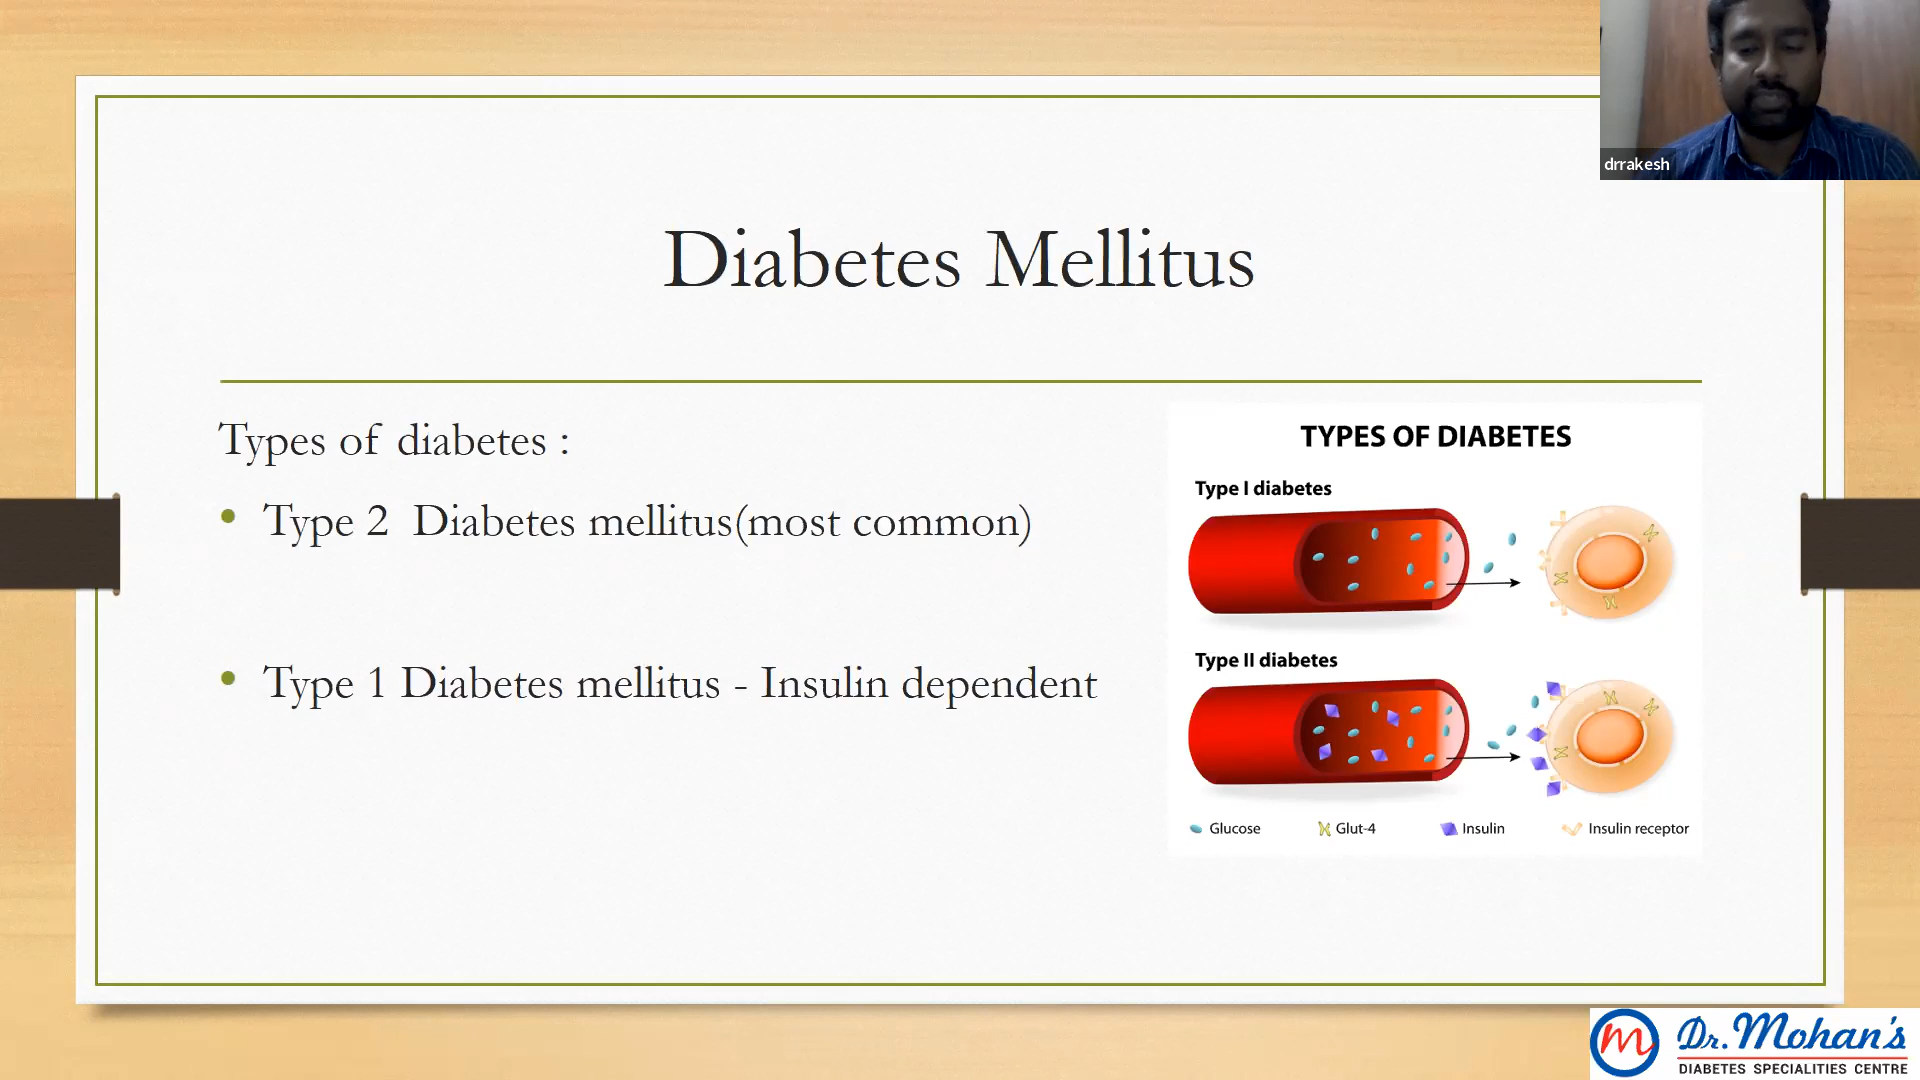 drrakesh
Diabetes Mellitus
Types of diabetes :
• Type 2 Diabetes mellitus(most common)
• Type 1 Diabetes mellitus - Insulin dependent
TYPES OF DIABETES
Type I diabetes
Type II diabetes
Glucose Glut-4 Insulin Insulin receptor
m Dr. Mohan's
DIABETES SPECIALITIES CENTRE